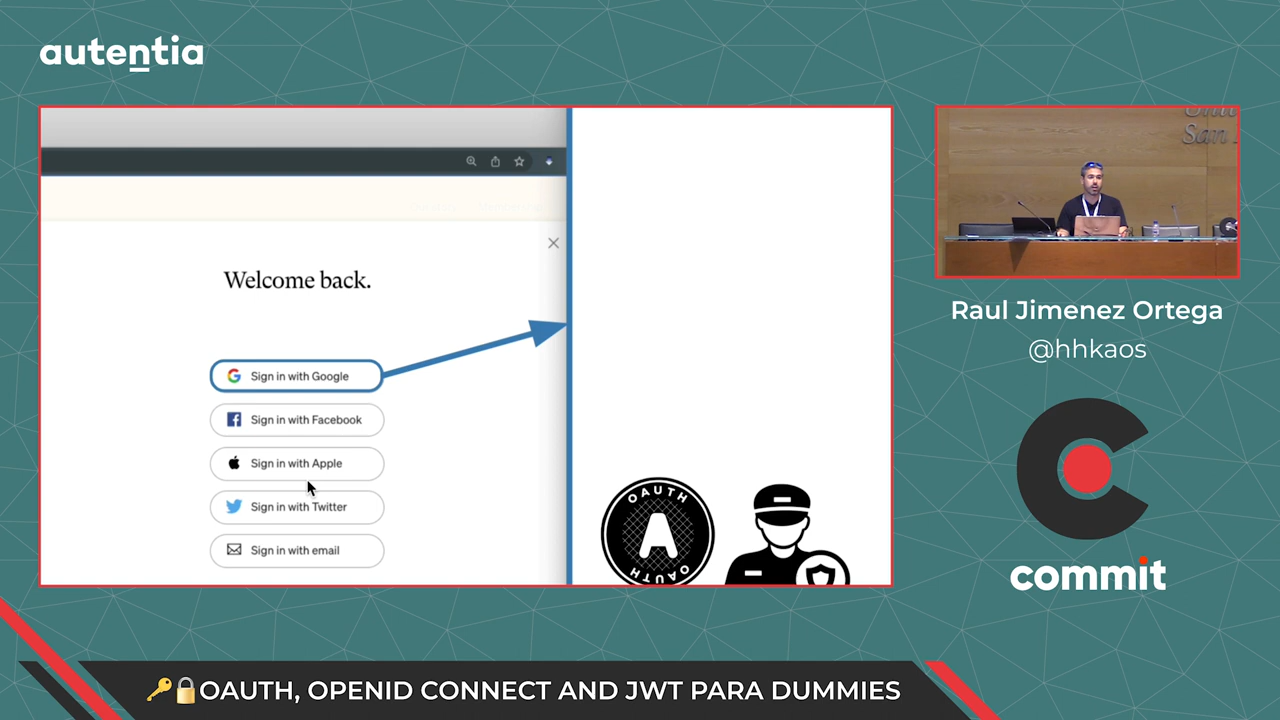 autentia
Welcome back.
Sign in with Google
Sign in with Facebook
Sign in with Apple
Sign in with Twitter
Sign in with email
OAUTH
A
OAUTH
San
Raul Jimenez Ortega
@hhkaos
commit
🔑🔒OAUTH, OPENID CONNECT AND JWT PARA DUMMIES